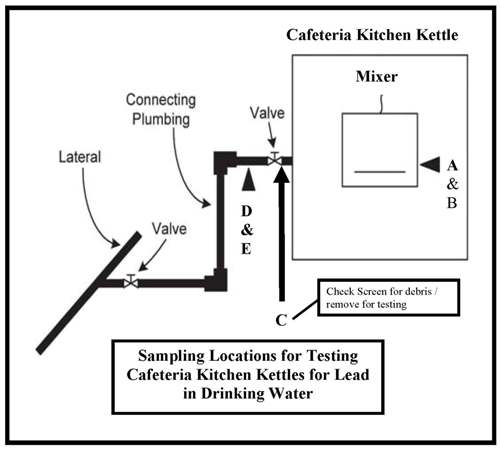 Cafeteria Kitchen Kettle
Mixer
Connecting
Plumbing
Valve
Lateral
A
&
B
D
&
E
Valve
C
Check Screen for debris /
remove for testing
Sampling Locations for Testing
Cafeteria Kitchen Kettles for Lead
in Drinking Water